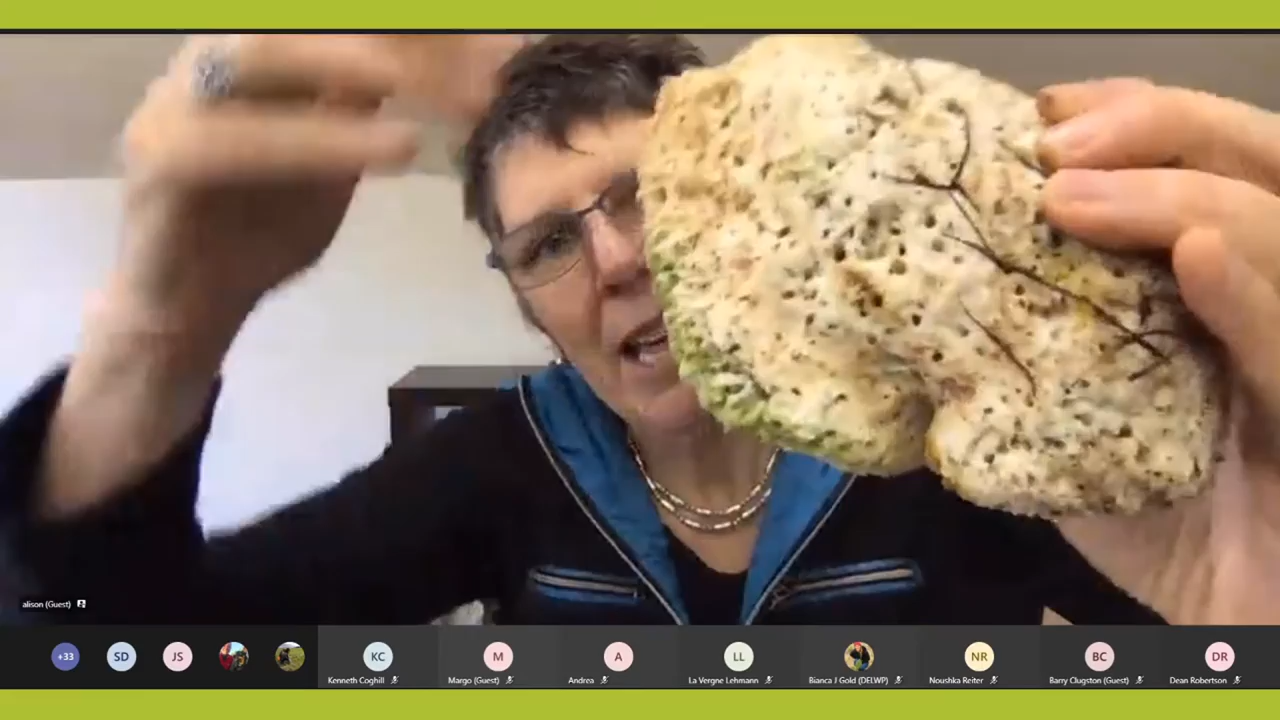 alison (Guest)
+33
SD
JS
KC
M
A
LL
NR
BC
DR
Kenneth Coghill
Margo (Guest)
Andrea
La Vergne Lehmann
Bianca J Gold (DELWP)
Noushka Reiter
Barry Clugston (Guest)
Dean Robertson